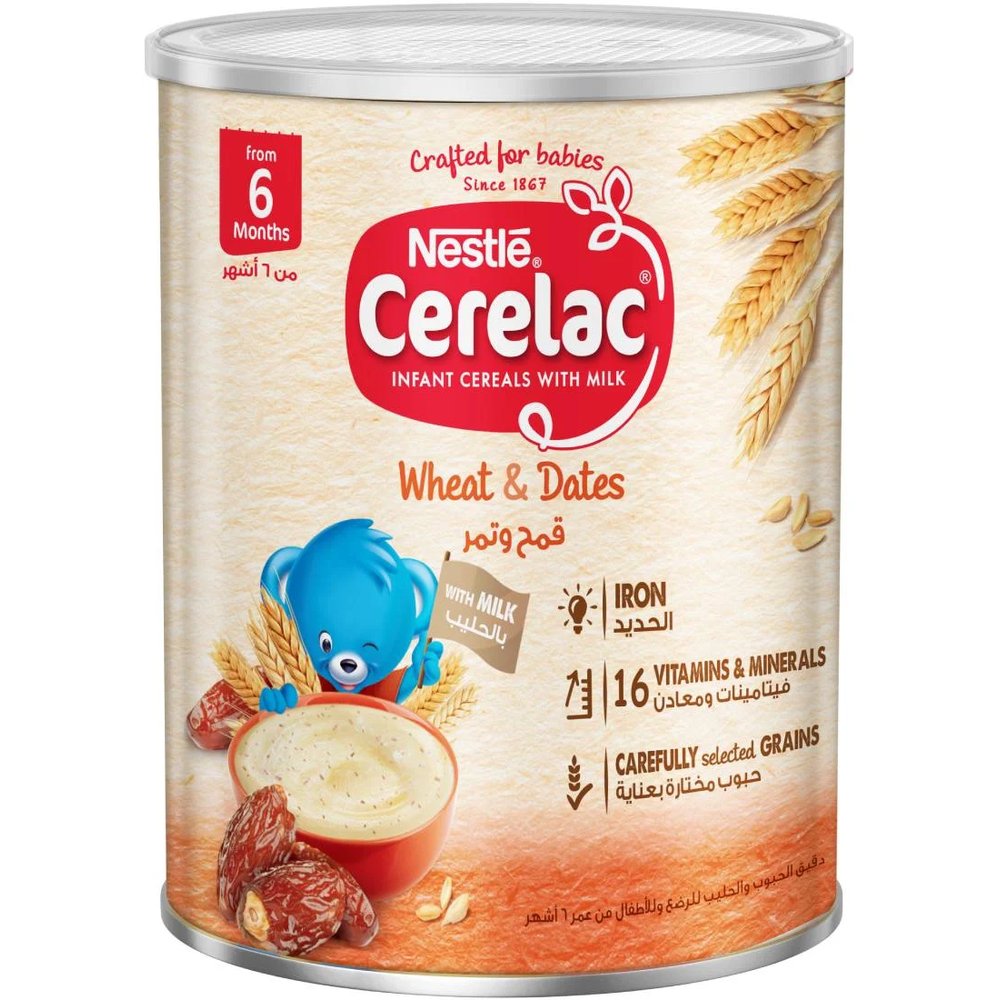 from
6
Months
من ٦ أشهر
Crafted for babies
Since 1867
Nestlé®
Cerelac®
INFANT CEREALS WITH MILK
Wheat & Dates
قمح وتمر
WITH MILK
بالحليب
IRON
الحديد
16 VITAMINS & MINERALS
فيتامينات ومعادن
CAREFULLY selected GRAINS
حبوب مختارة بعناية
دقيق الحبوب والحليب للرضع وللأطفال من عمر ٦ أشهر